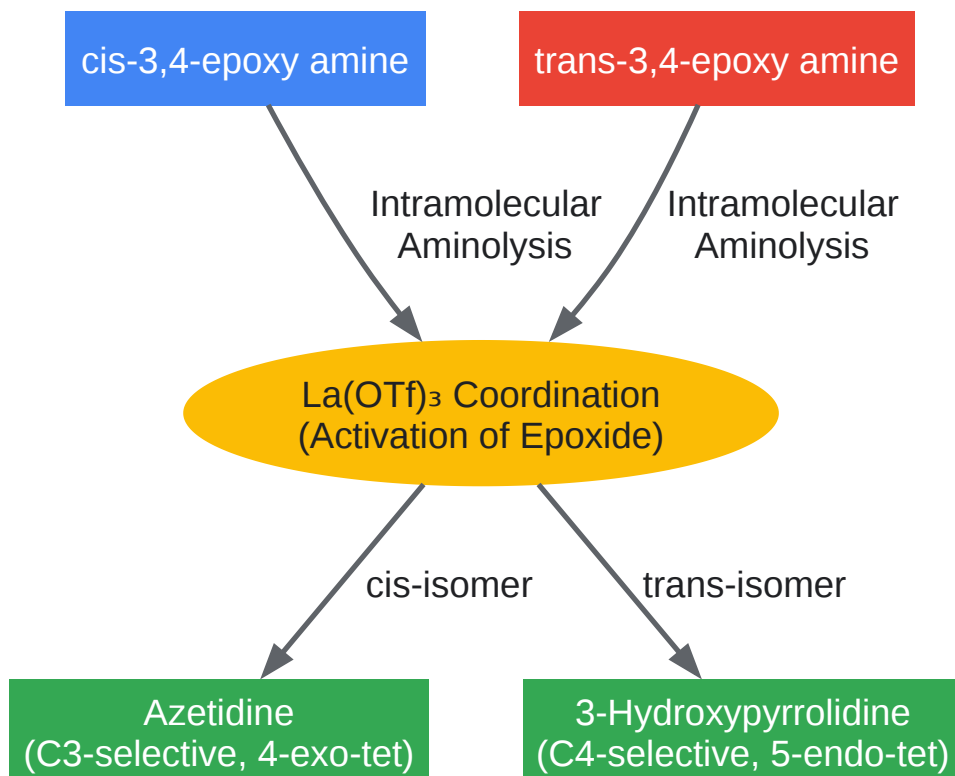 cis-3,4-epoxy amine
trans-3,4-epoxy amine
Intramolecular
Aminolysis
Intramolecular
Aminolysis
La(OTf)₃ Coordination
(Activation of Epoxide)
cis-isomer
trans-isomer
Azetidine
(C3-selective, 4-exo-tet)
3-Hydroxypyrrolidine
(C4-selective, 5-endo-tet)